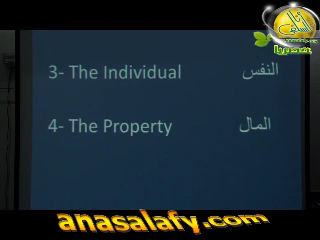 3- The Individual النفس
4- The Property المال
anasalafy.com